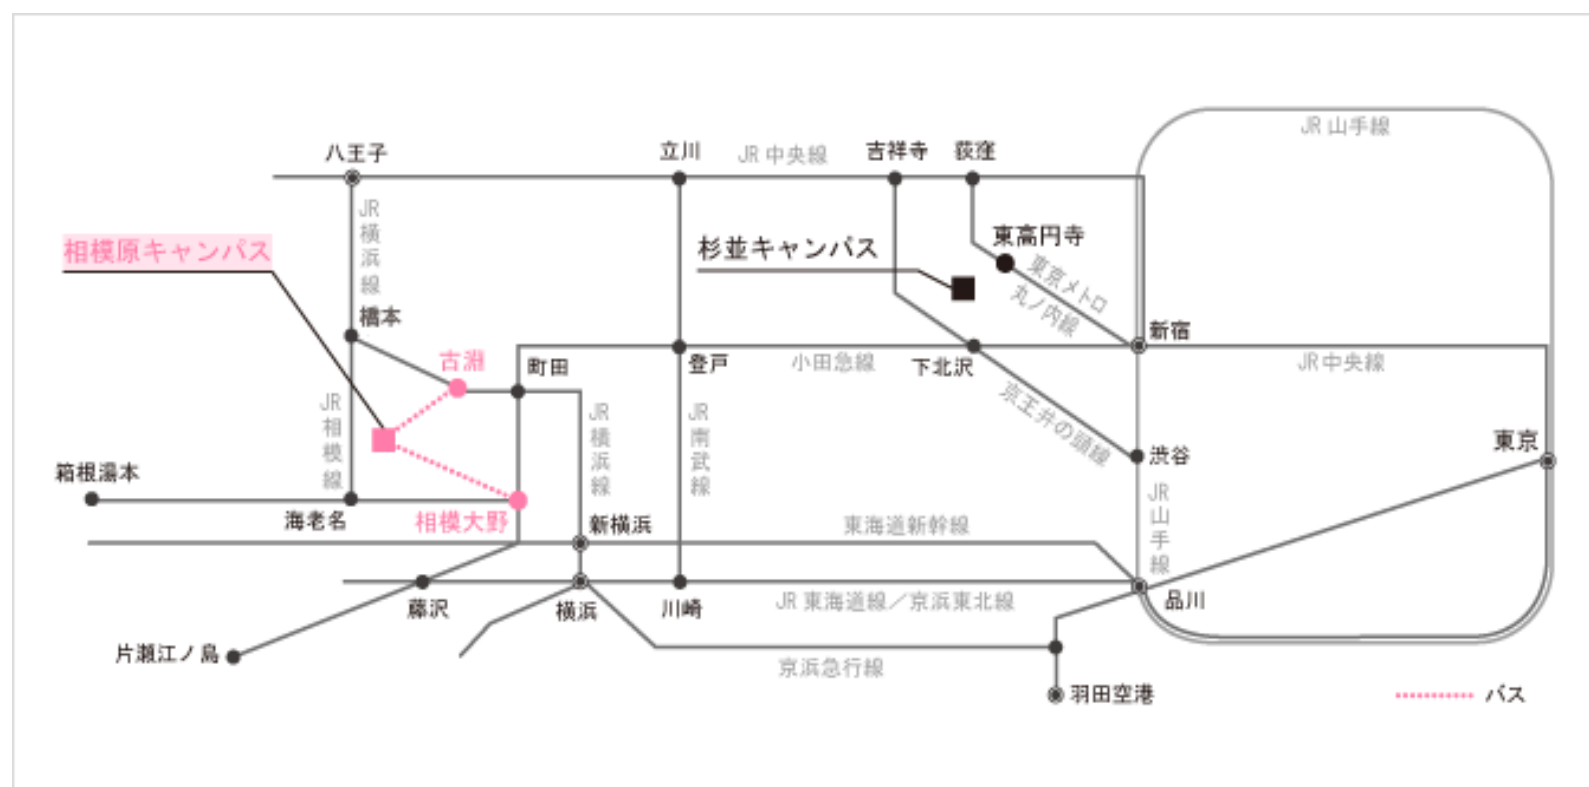 JR 山手線
八王子
立川
JR 中央線
吉祥寺
荻窪
JR横浜線
相模原キャンパス
杉並キャンパス
東高円寺
東京メトロ
丸ノ内線
橋本
古淵
町田
登戸
小田急線
下北沢
新宿
JR 中央線
JR相模線
JR横浜線
JR南武線
京王井の頭線
渋谷
東京
箱根湯本
海老名
相模大野
新横浜
東海道新幹線
JR山手線
藤沢
横浜
川崎
JR 東海道線/京浜東北線
品川
片瀬江ノ島
京浜急行線
羽田空港
バス